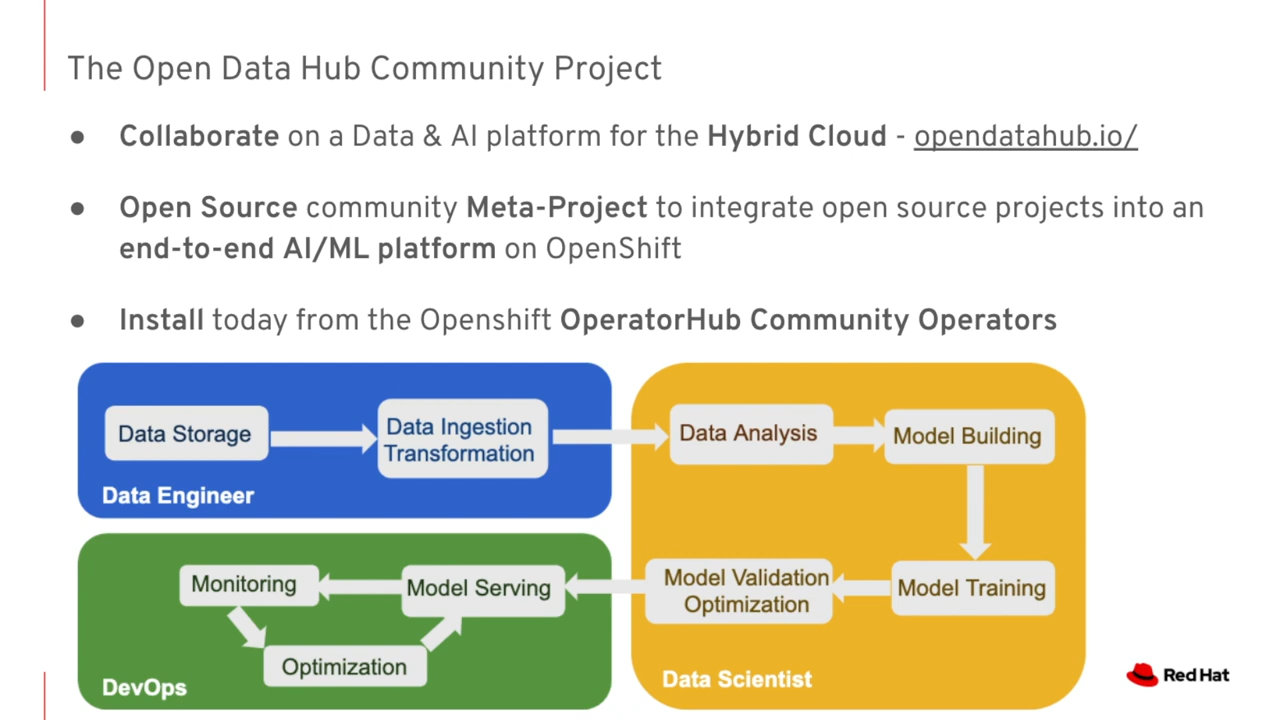 The Open Data Hub Community Project
● Collaborate on a Data & AI platform for the Hybrid Cloud - opendatahub.io/
● Open Source community Meta-Project to integrate open source projects into an
end-to-end AI/ML platform on OpenShift
● Install today from the Openshift OperatorHub Community Operators
Data Storage
Data Ingestion
Transformation
Data Engineer
Data Analysis
Model Building
Model Training
Model Validation
Optimization
Data Scientist
Model Serving
Monitoring
Optimization
DevOps
Red Hat